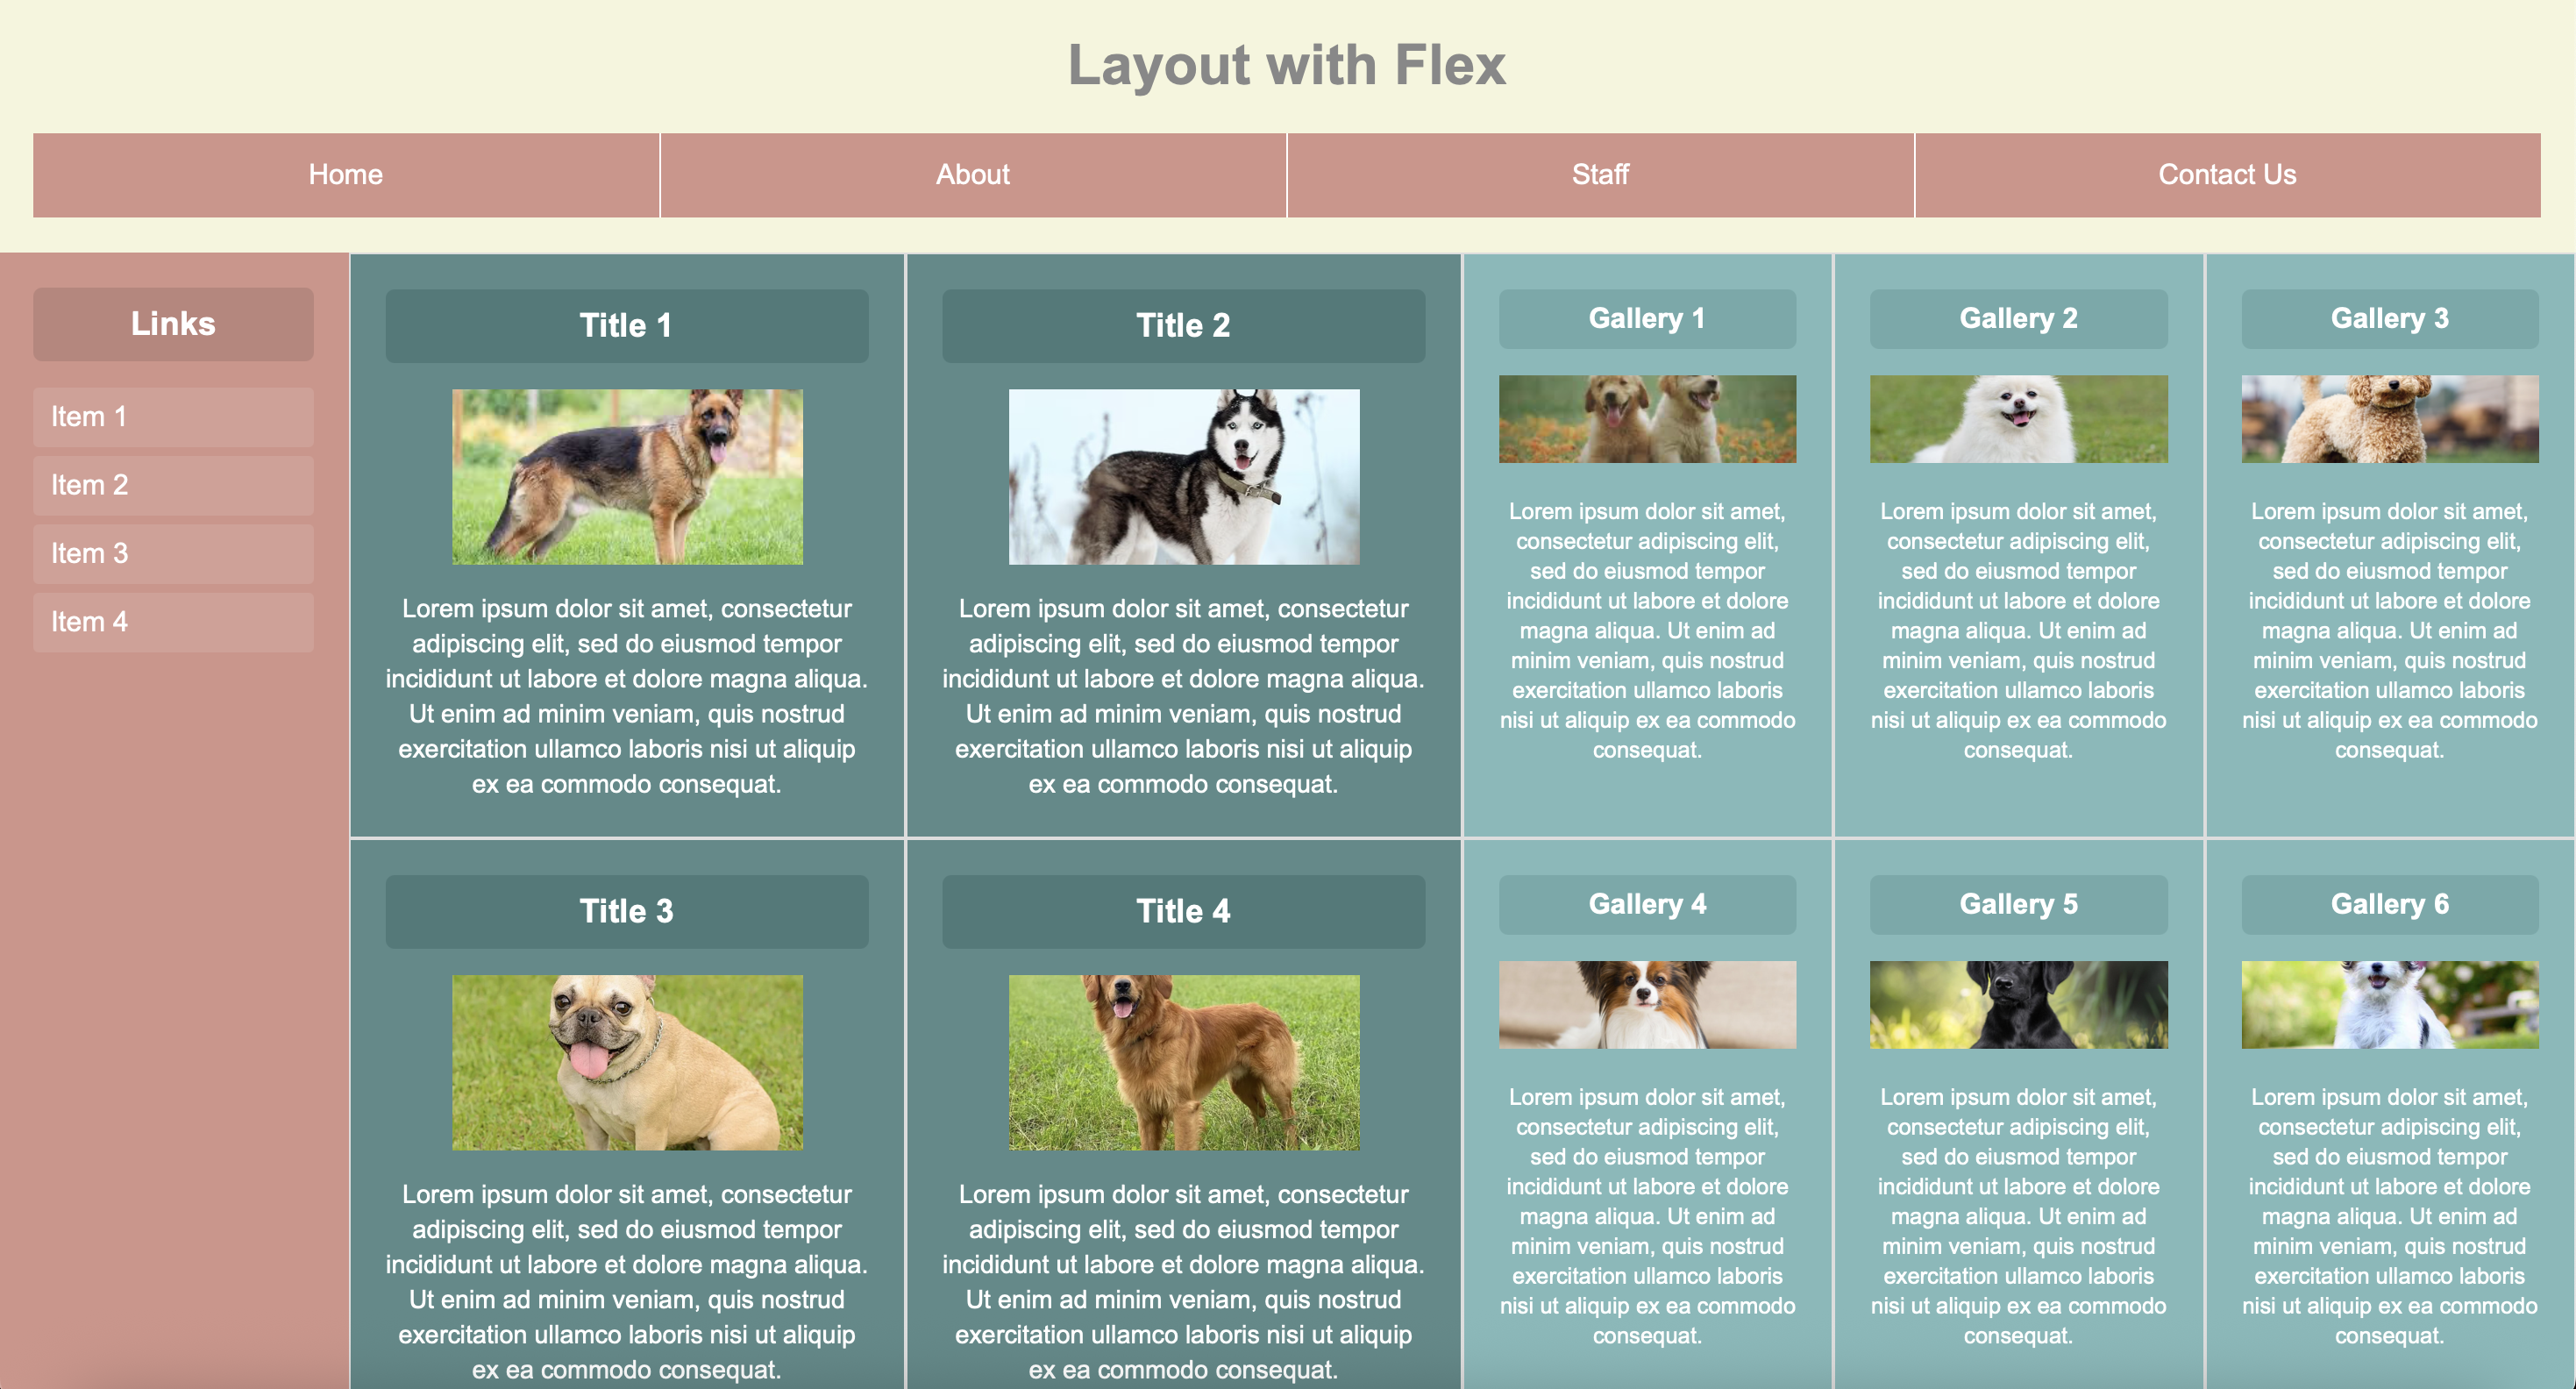 Layout with Flex
Home
About
Staff
Contact Us
Links
Item 1
Item 2
Item 3
Item 4
Title 1
Lorem ipsum dolor sit amet, consectetur
adipiscing elit, sed do eiusmod tempor
incididunt ut labore et dolore magna aliqua.
Ut enim ad minim veniam, quis nostrud
exercitation ullamco laboris nisi ut aliquip
ex ea commodo consequat.
Title 2
Lorem ipsum dolor sit amet, consectetur
adipiscing elit, sed do eiusmod tempor
incididunt ut labore et dolore magna aliqua.
Ut enim ad minim veniam, quis nostrud
exercitation ullamco laboris nisi ut aliquip
ex ea commodo consequat.
Gallery 1
Lorem ipsum dolor sit amet,
consectetur adipiscing elit,
sed do eiusmod tempor
incididunt ut labore et dolore
magna aliqua. Ut enim ad
minim veniam, quis nostrud
exercitation ullamco laboris
nisi ut aliquip ex ea commodo
consequat.
Gallery 2
Lorem ipsum dolor sit amet,
consectetur adipiscing elit,
sed do eiusmod tempor
incididunt ut labore et dolore
magna aliqua. Ut enim ad
minim veniam, quis nostrud
exercitation ullamco laboris
nisi ut aliquip ex ea commodo
consequat.
Gallery 3
Lorem ipsum dolor sit amet,
consectetur adipiscing elit,
sed do eiusmod tempor
incididunt ut labore et dolore
magna aliqua. Ut enim ad
minim veniam, quis nostrud
exercitation ullamco laboris
nisi ut aliquip ex ea commodo
consequat.
Title 3
Lorem ipsum dolor sit amet, consectetur
adipiscing elit, sed do eiusmod tempor
incididunt ut labore et dolore magna aliqua.
Ut enim ad minim veniam, quis nostrud
exercitation ullamco laboris nisi ut aliquip
ex ea commodo consequat.
Title 4
Lorem ipsum dolor sit amet, consectetur
adipiscing elit, sed do eiusmod tempor
incididunt ut labore et dolore magna aliqua.
Ut enim ad minim veniam, quis nostrud
exercitation ullamco laboris nisi ut aliquip
ex ea commodo consequat.
Gallery 4
Lorem ipsum dolor sit amet,
consectetur adipiscing elit,
sed do eiusmod tempor
incididunt ut labore et dolore
magna aliqua. Ut enim ad
minim veniam, quis nostrud
exercitation ullamco laboris
nisi ut aliquip ex ea commodo
consequat.
Gallery 5
Lorem ipsum dolor sit amet,
consectetur adipiscing elit,
sed do eiusmod tempor
incididunt ut labore et dolore
magna aliqua. Ut enim ad
minim veniam, quis nostrud
exercitation ullamco laboris
nisi ut aliquip ex ea commodo
consequat.
Gallery 6
Lorem ipsum dolor sit amet,
consectetur adipiscing elit,
sed do eiusmod tempor
incididunt ut labore et dolore
magna aliqua. Ut enim ad
minim veniam, quis nostrud
exercitation ullamco laboris
nisi ut aliquip ex ea commodo
consequat.